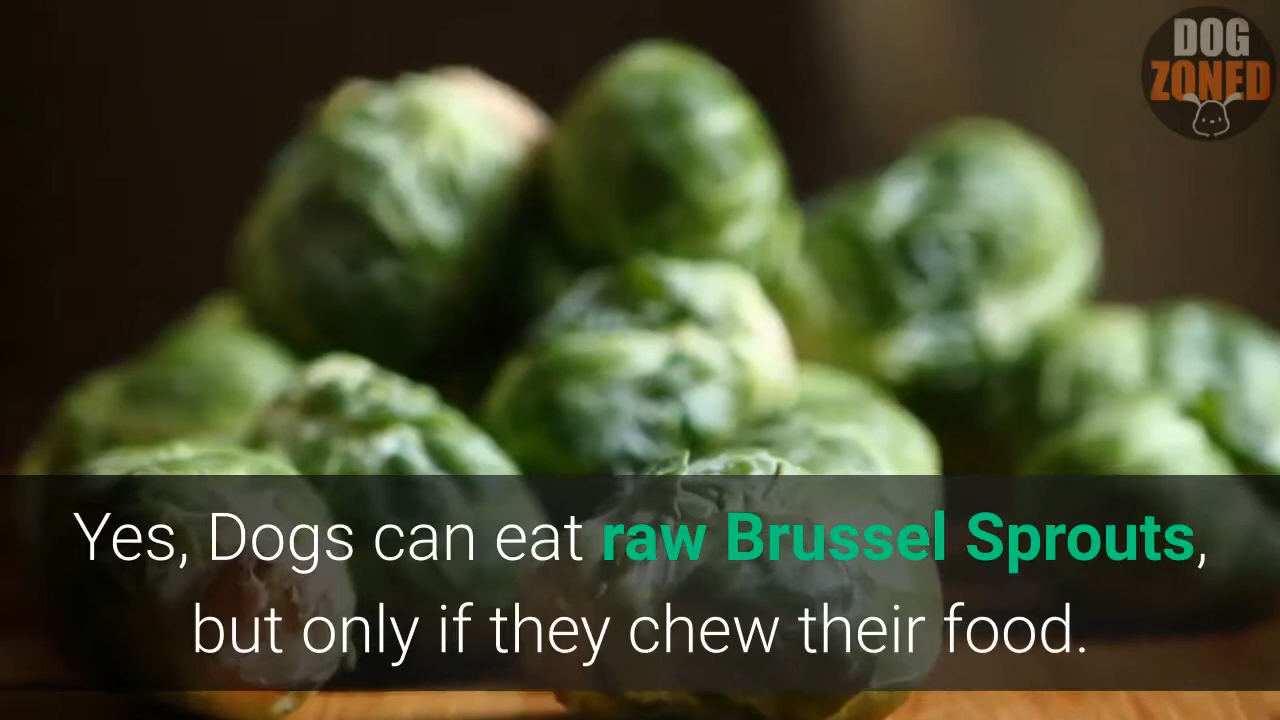 DOG
ZONED
Yes, Dogs can eat raw Brussel Sprouts,
but only if they chew their food.